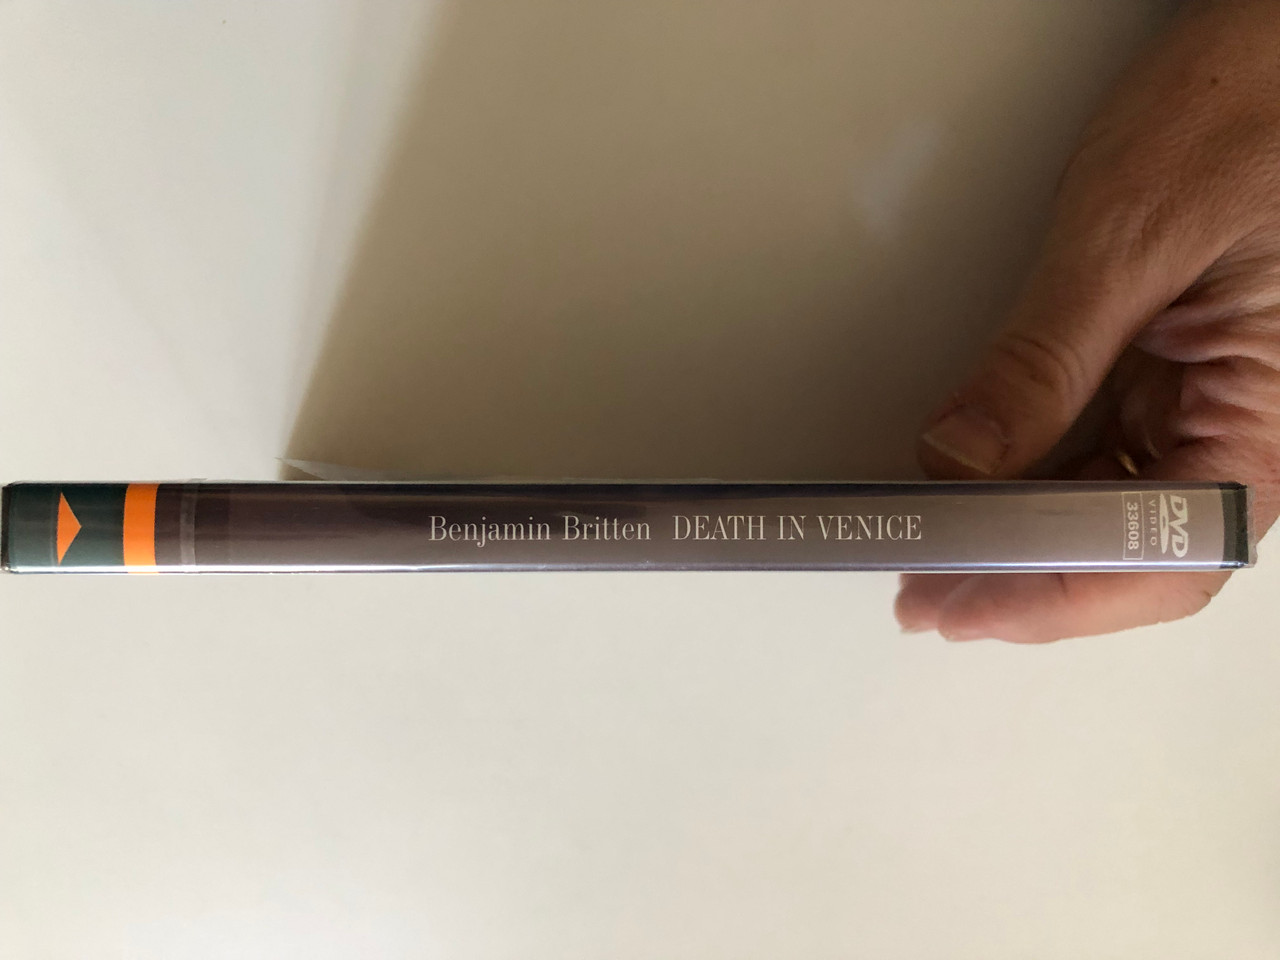 Benjamin Britten DEATH IN VENICE
DVD
VIDEO
33608